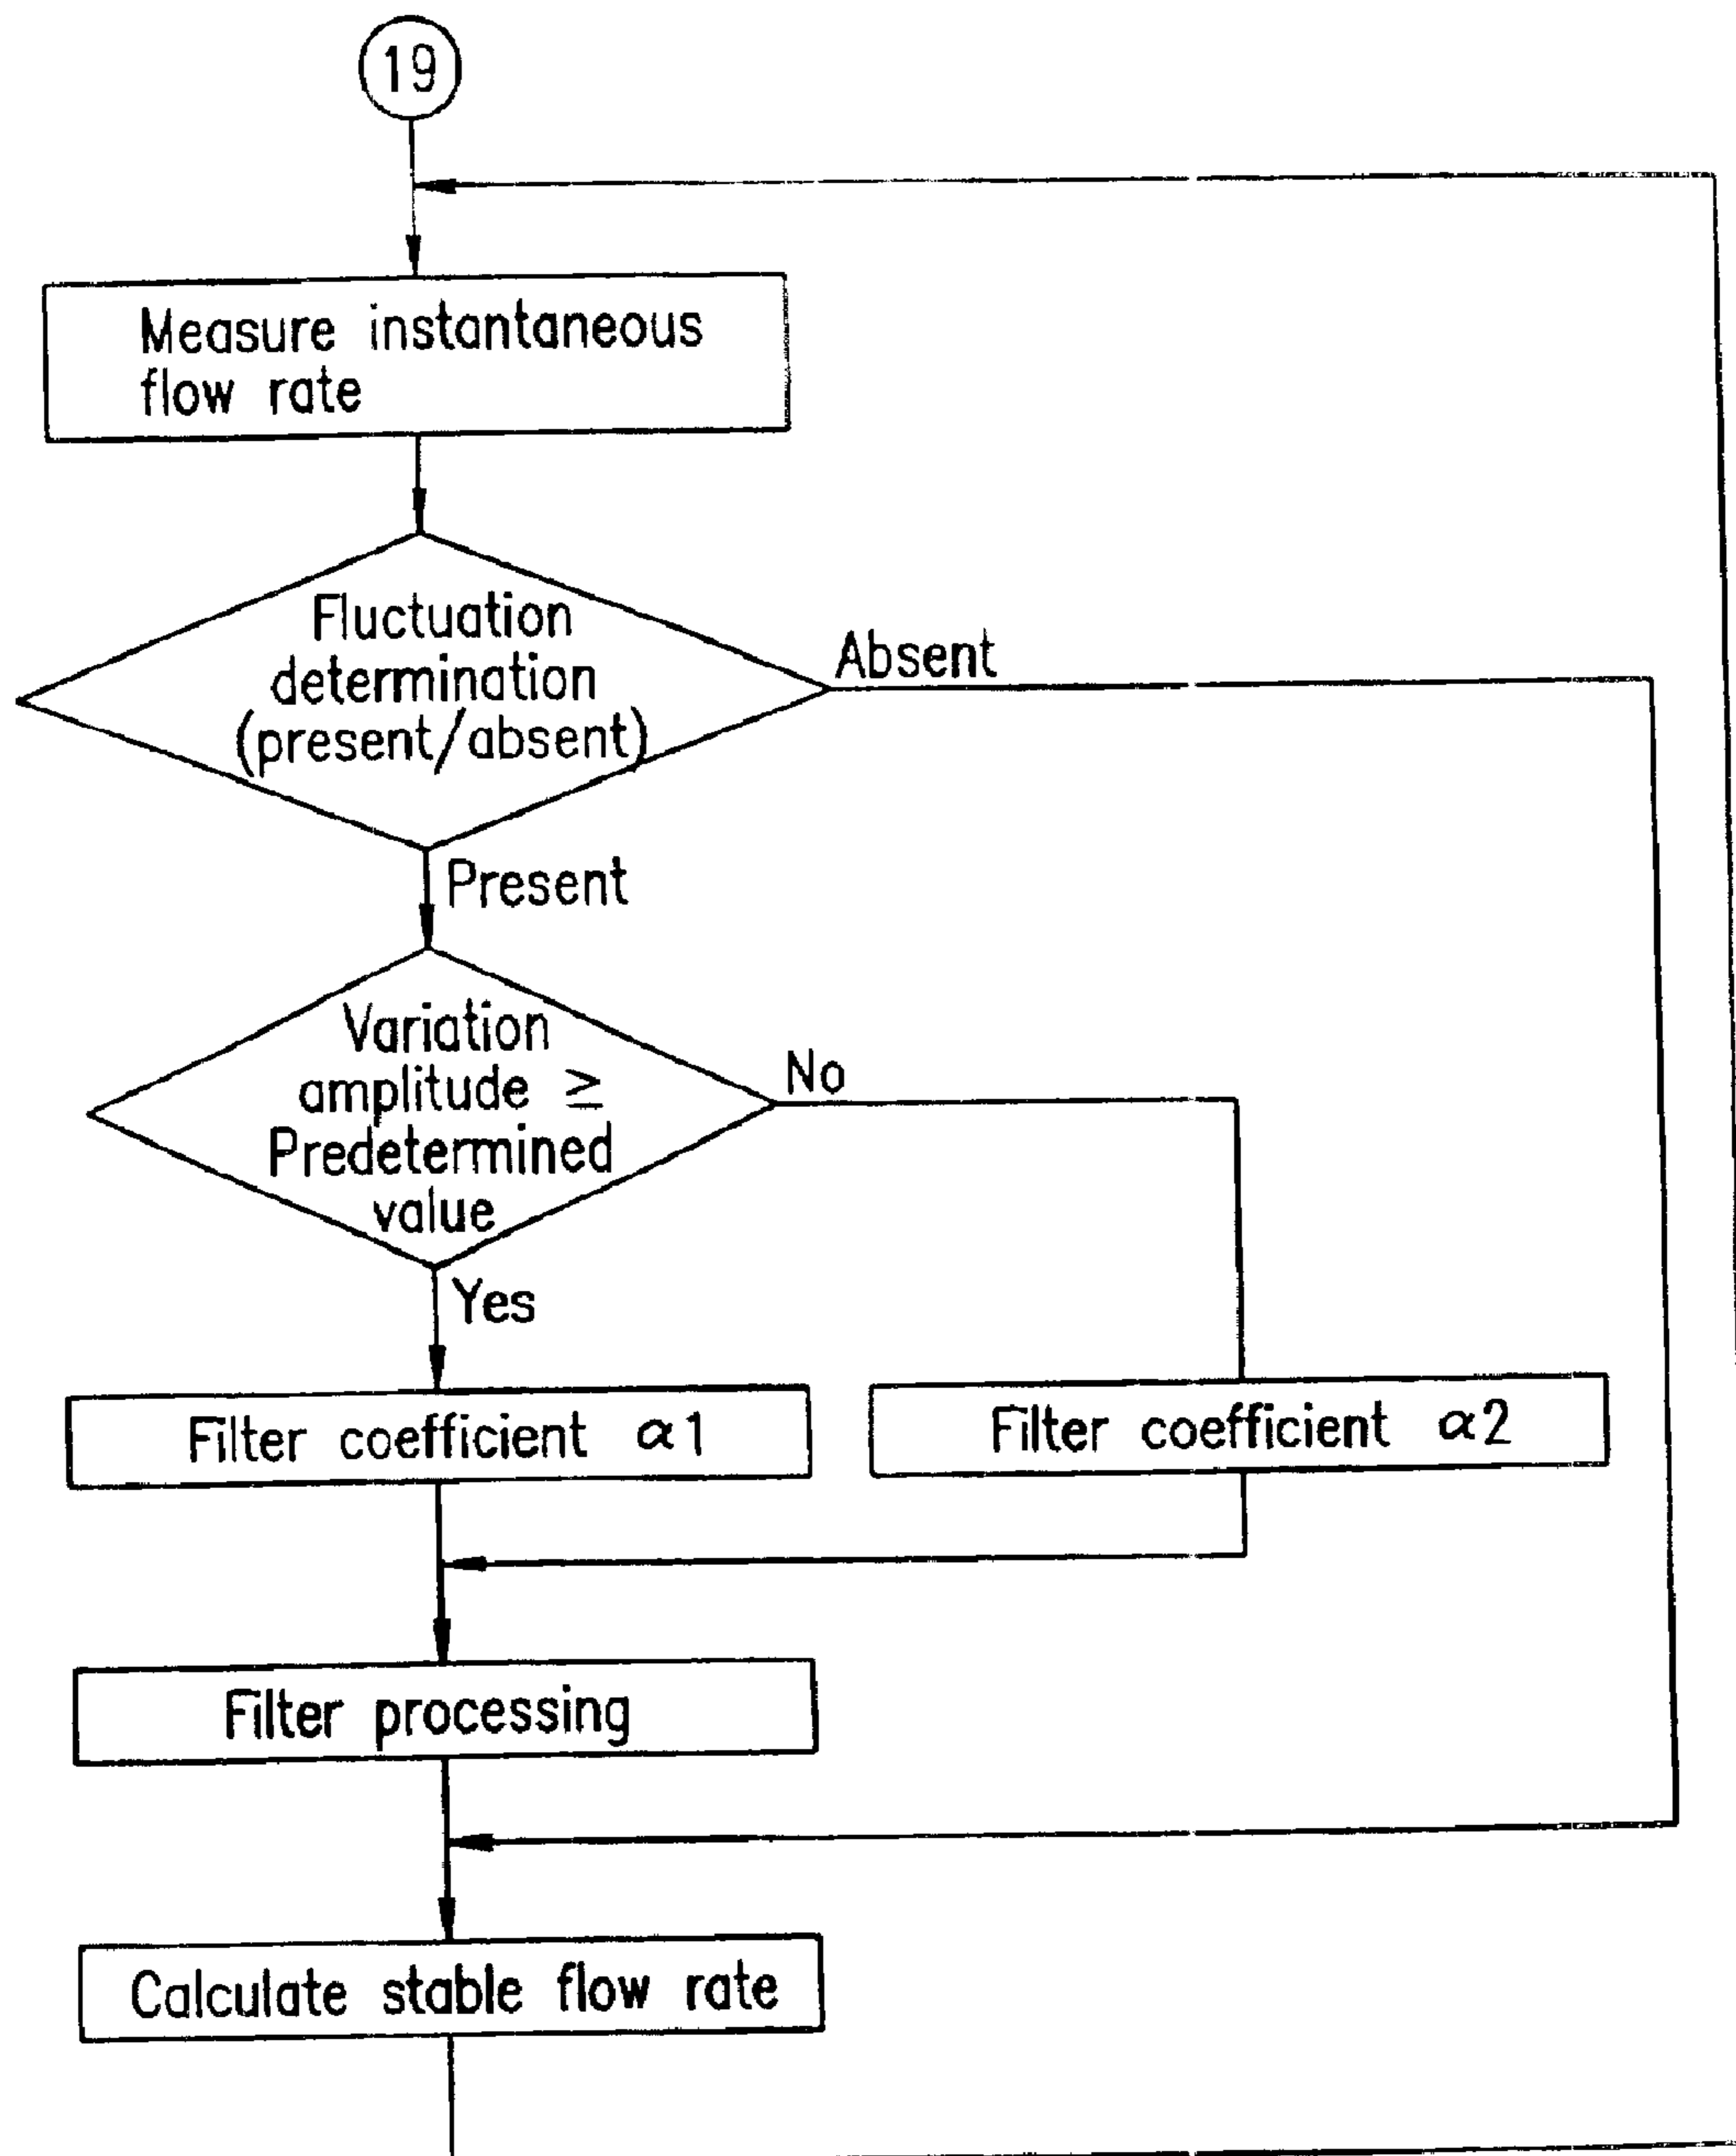 19
Measure instantaneous
flow rate
Fluctuation
determination
(present/absent)
Absent
Present
Variation
amplitude ≥
Predetermined
value
No
Yes
Filter coefficient α1
Filter coefficient α2
Filter processing
Calculate stable flow rate